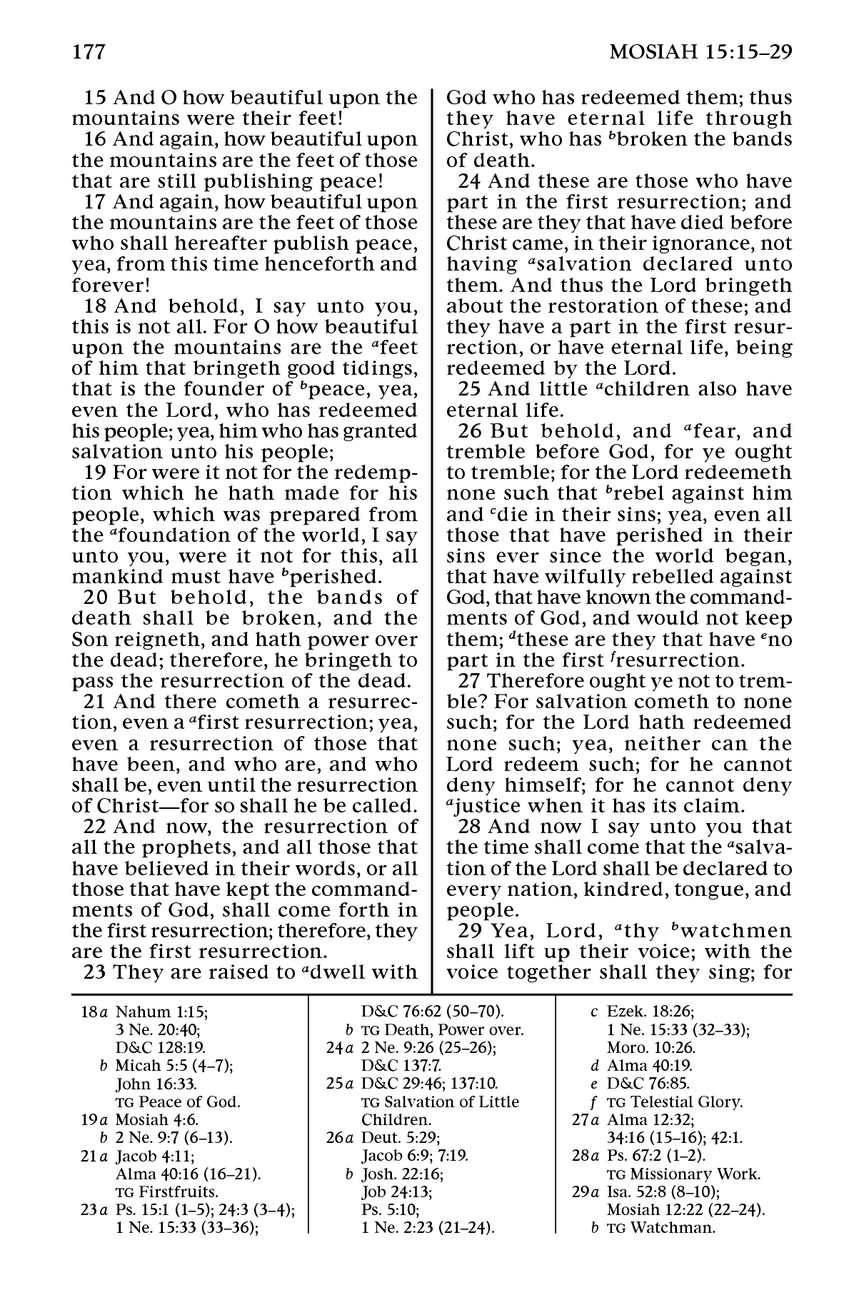 177
MOSIAH 15:15–29
15 And O how beautiful upon the
mountains were their feet!
16 And again, how beautiful upon
the mountains are the feet of those
that are still publishing peace!
17 And again, how beautiful upon
the mountains are the feet of those
who shall hereafter publish peace,
yea, from this time henceforth and
forever!
18 And behold, I say unto you,
this is not all. For O how beautiful
upon the mountains are the afeet
of him that bringeth good tidings,
that is the founder of bpeace, yea,
even the Lord, who has redeemed
his people; yea, him who has granted
salvation unto his people;
19 For were it not for the redemp-
tion which he hath made for his
people, which was prepared from
the afoundation of the world, I say
unto you, were it not for this, all
mankind must have bperished.
20 But behold, the bands of
death shall be broken, and the
Son reigneth, and hath power over
the dead; therefore, he bringeth to
pass the resurrection of the dead.
21 And there cometh a resurrec-
tion, even a afirst resurrection; yea,
even a resurrection of those that
have been, and who are, and who
shall be, even until the resurrection
of Christ—for so shall he be called.
22 And now, the resurrection of
all the prophets, and all those that
have believed in their words, or all
those that have kept the command-
ments of God, shall come forth in
the first resurrection; therefore, they
are the first resurrection.
23 They are raised to adwell with
God who has redeemed them; thus
they have eternal life through
Christ, who has bbroken the bands
of death.
24 And these are those who have
part in the first resurrection; and
these are they that have died before
Christ came, in their ignorance, not
having asalvation declared unto
them. And thus the Lord bringeth
about the restoration of these; and
they have a part in the first resur-
rection, or have eternal life, being
redeemed by the Lord.
25 And little achildren also have
eternal life.
26 But behold, and afear, and
tremble before God, for ye ought
to tremble; for the Lord redeemeth
none such that brebel against him
and cdie in their sins; yea, even all
those that have perished in their
sins ever since the world began,
that have wilfully rebelled against
God, that have known the command-
ments of God, and would not keep
them; dthese are they that have eno
part in the first fresurrection.
27 Therefore ought ye not to trem-
ble? For salvation cometh to none
such; for the Lord hath redeemed
none such; yea, neither can the
Lord redeem such; for he cannot
deny himself; for he cannot deny
ajustice when it has its claim.
28 And now I say unto you that
the time shall come that the asalva-
tion of the Lord shall be declared to
every nation, kindred, tongue, and
people.
29 Yea, Lord, athy bwatchmen
shall lift up their voice; with the
voice together shall they sing; for
18a Nahum 1:15;
3 Ne. 20:40;
D&C 128:19.
b Micah 5:5 (4–7);
John 16:33.
TG Peace of God.
19a Mosiah 4:6.
b 2 Ne. 9:7 (6–13).
21a Jacob 4:11;
Alma 40:16 (16–21).
TG Firstfruits.
23a Ps. 15:1 (1–5); 24:3 (3–4);
1 Ne. 15:33 (33–36);
D&C 76:62 (50–70).
b TG Death, Power over.
24a 2 Ne. 9:26 (25–26);
D&C 137:7.
25a D&C 29:46; 137:10.
TG Salvation of Little
Children.
26a Deut. 5:29;
Jacob 6:9; 7:19.
b Josh. 22:16;
Job 24:13;
Ps. 5:10;
1 Ne. 2:23 (21–24).
c Ezek. 18:26;
1 Ne. 15:33 (32–33);
Moro. 10:26.
d Alma 40:19.
e D&C 76:85.
f TG Telestial Glory.
27a Alma 12:32;
34:16 (15–16); 42:1.
28a Ps. 67:2 (1–2).
TG Missionary Work.
29a Isa. 52:8 (8–10);
Mosiah 12:22 (22–24).
b TG Watchman.